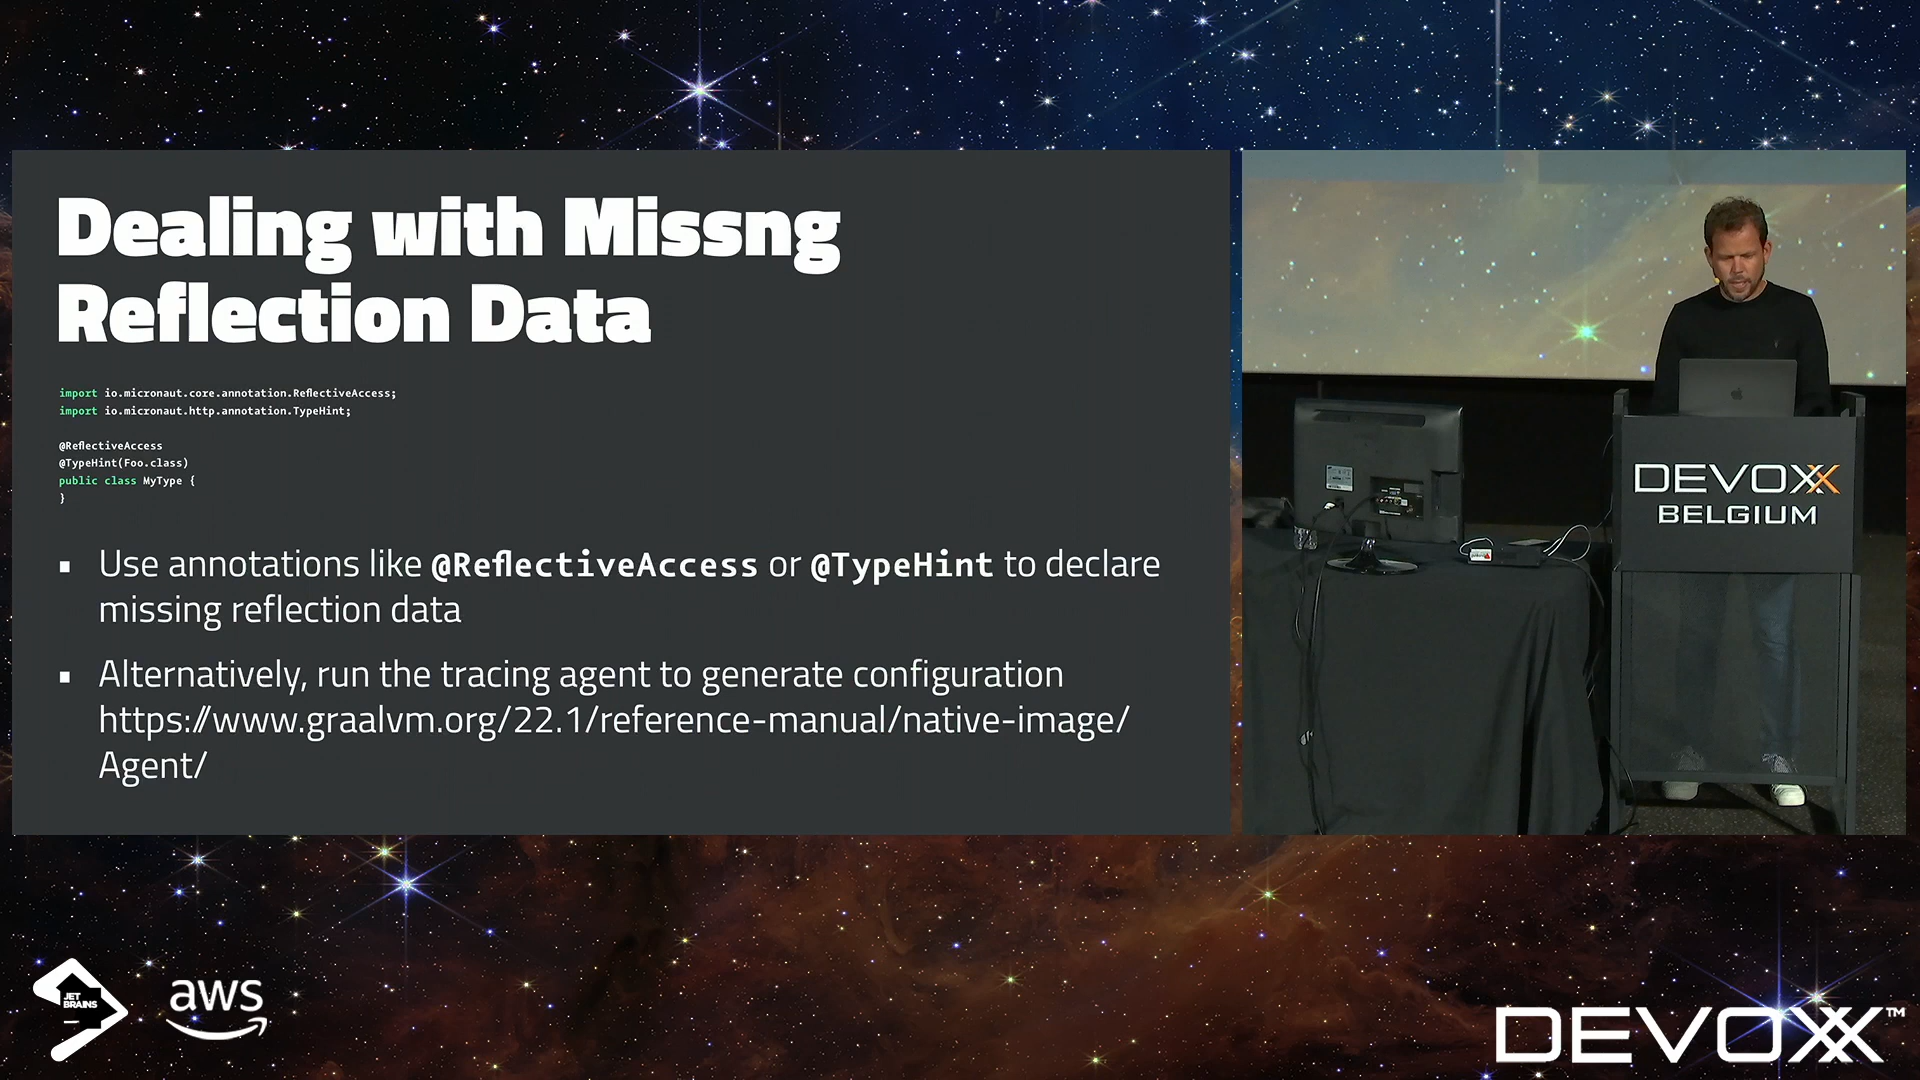 Dealing with Missng
Reflection Data
import io.micronaut.core.annotation.ReflectiveAccess;
import io.micronaut.http.annotation.TypeHint;
@ReflectiveAccess
@TypeHint(Foo.class)
public class MyType {
}
▪ Use annotations like @ReflectiveAccess or @TypeHint to declare
missing reflection data
▪ Alternatively, run the tracing agent to generate configuration
https://www.graalvm.org/22.1/reference-manual/native-image/
Agent/
DEVOXX
BELGIUM
JET
BRAINS
aws
DEVOXX™